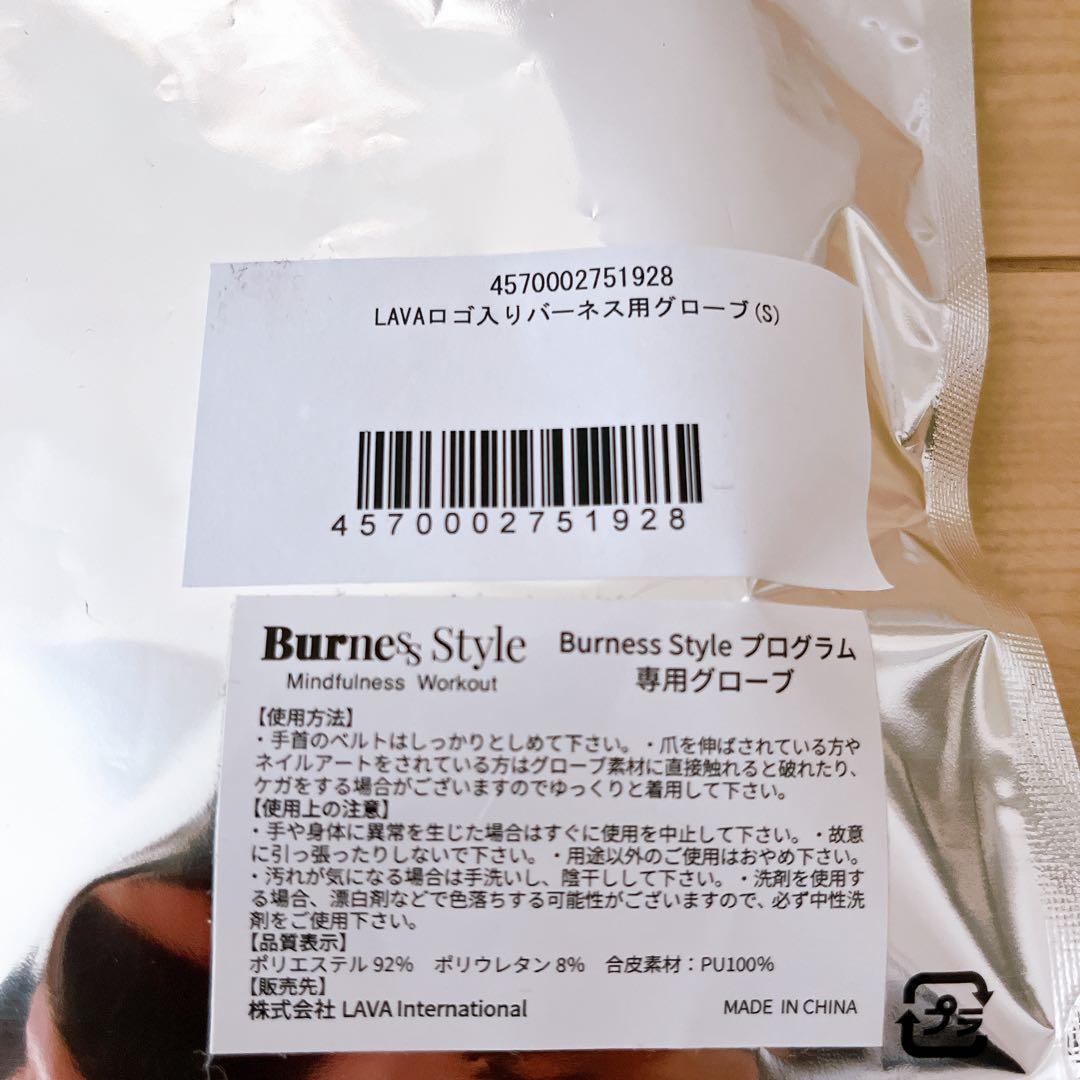 4570002751928
LAVAロゴ入りバーネス用グローブ(S)
4570002751928
Burness Style
Mindfulness Workout
Burness Style プログラム
専用グローブ
【使用方法】
・手首のベルトはしっかりとしめて下さい。・爪を伸ばされている方や
ネイルアートをされている方はグローブ素材に直接触れると破れたり、
ケガをする場合がございますのでゆっくりと着用して下さい。
【使用上の注意】
・手や身体に異常を生じた場合はすぐに使用を中止して下さい。・故意
に引っ張ったりしないで下さい。・用途以外のご使用はおやめ下さい。
・汚れが気になる場合は手洗いし、陰干しして下さい。・洗剤を使用す
る場合、漂白剤などで色落ちする可能性がございますので、必ず中性洗
剤をご使用下さい。
【品質表示】
ポリエステル 92%　ポリウレタン 8%　合皮素材：PU100%
【販売先】
株式会社 LAVA International
MADE IN CHINA
プラ